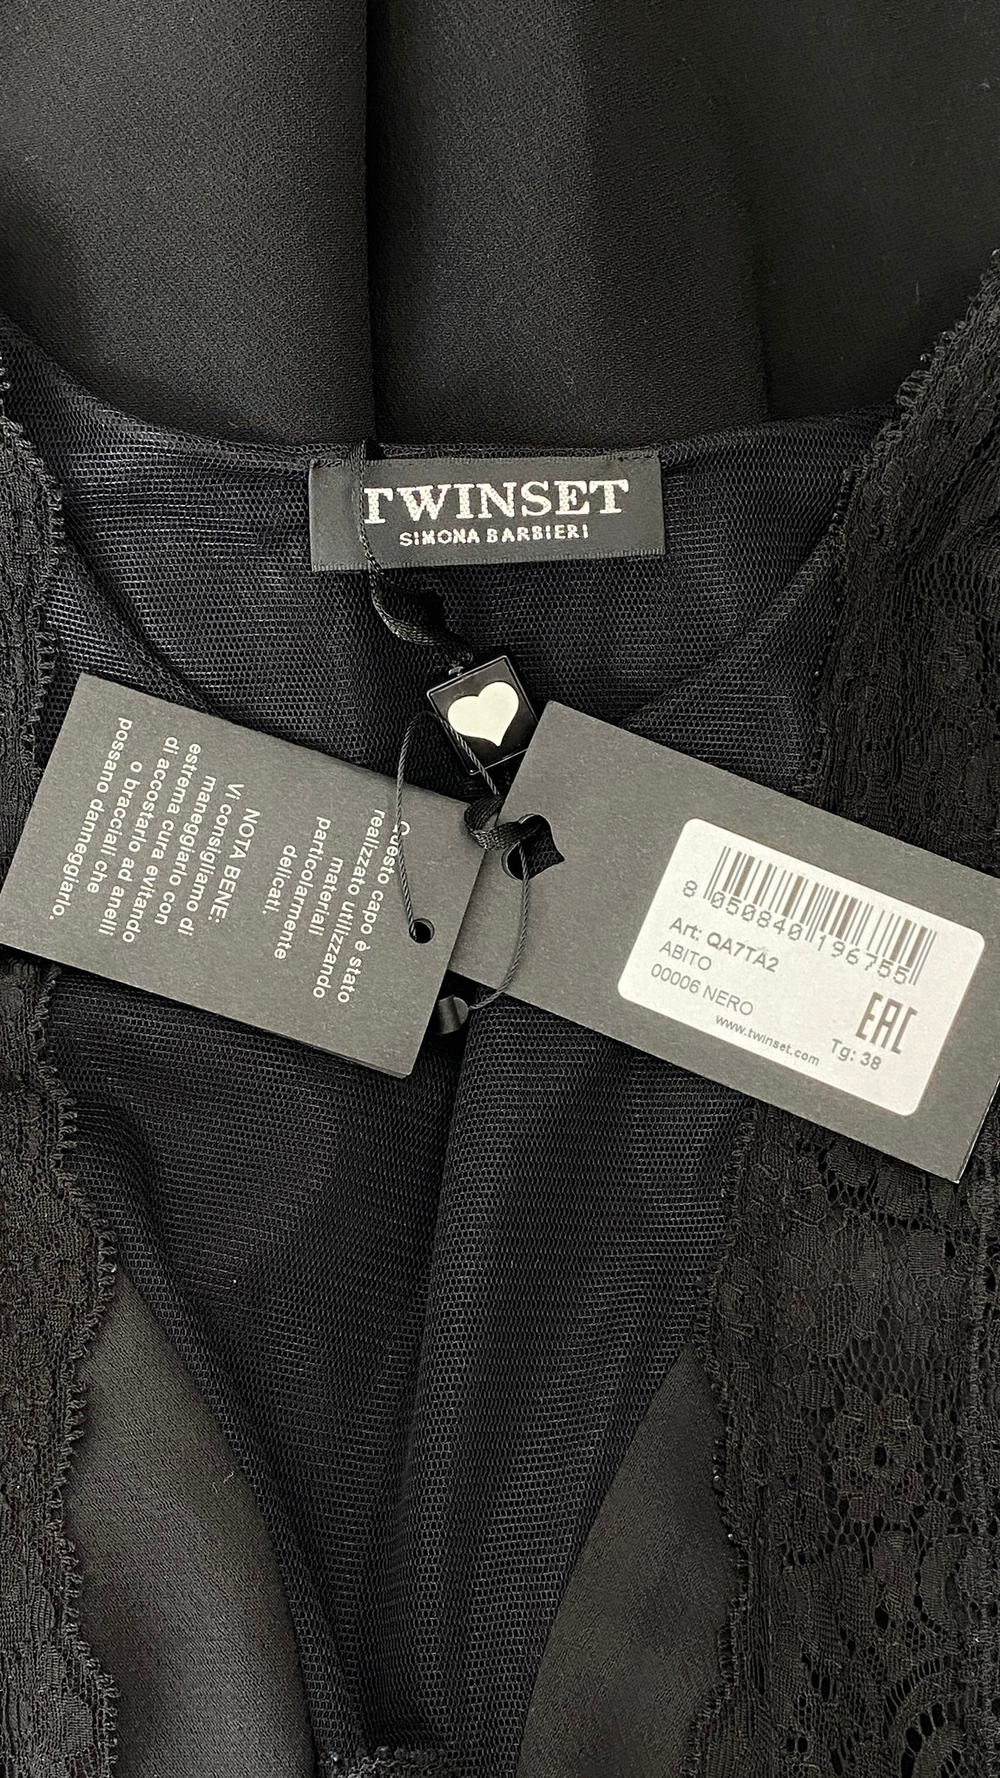 TWINSET
SIMONA BARBIERI
Questo capo è stato
realizzato utilizzando
materiali
particolarmente
delicati.
NOTA BENE:
Vi consigliamo di
maneggiarlo con
estrema cura evitando
di accostarlo ad anelli
o bracciali che
possano danneggiarlo.
8 050840 196755
Art: QA7TA2
ABITO
00006 NERO
www.twinset.com
EAC
Tg: 38